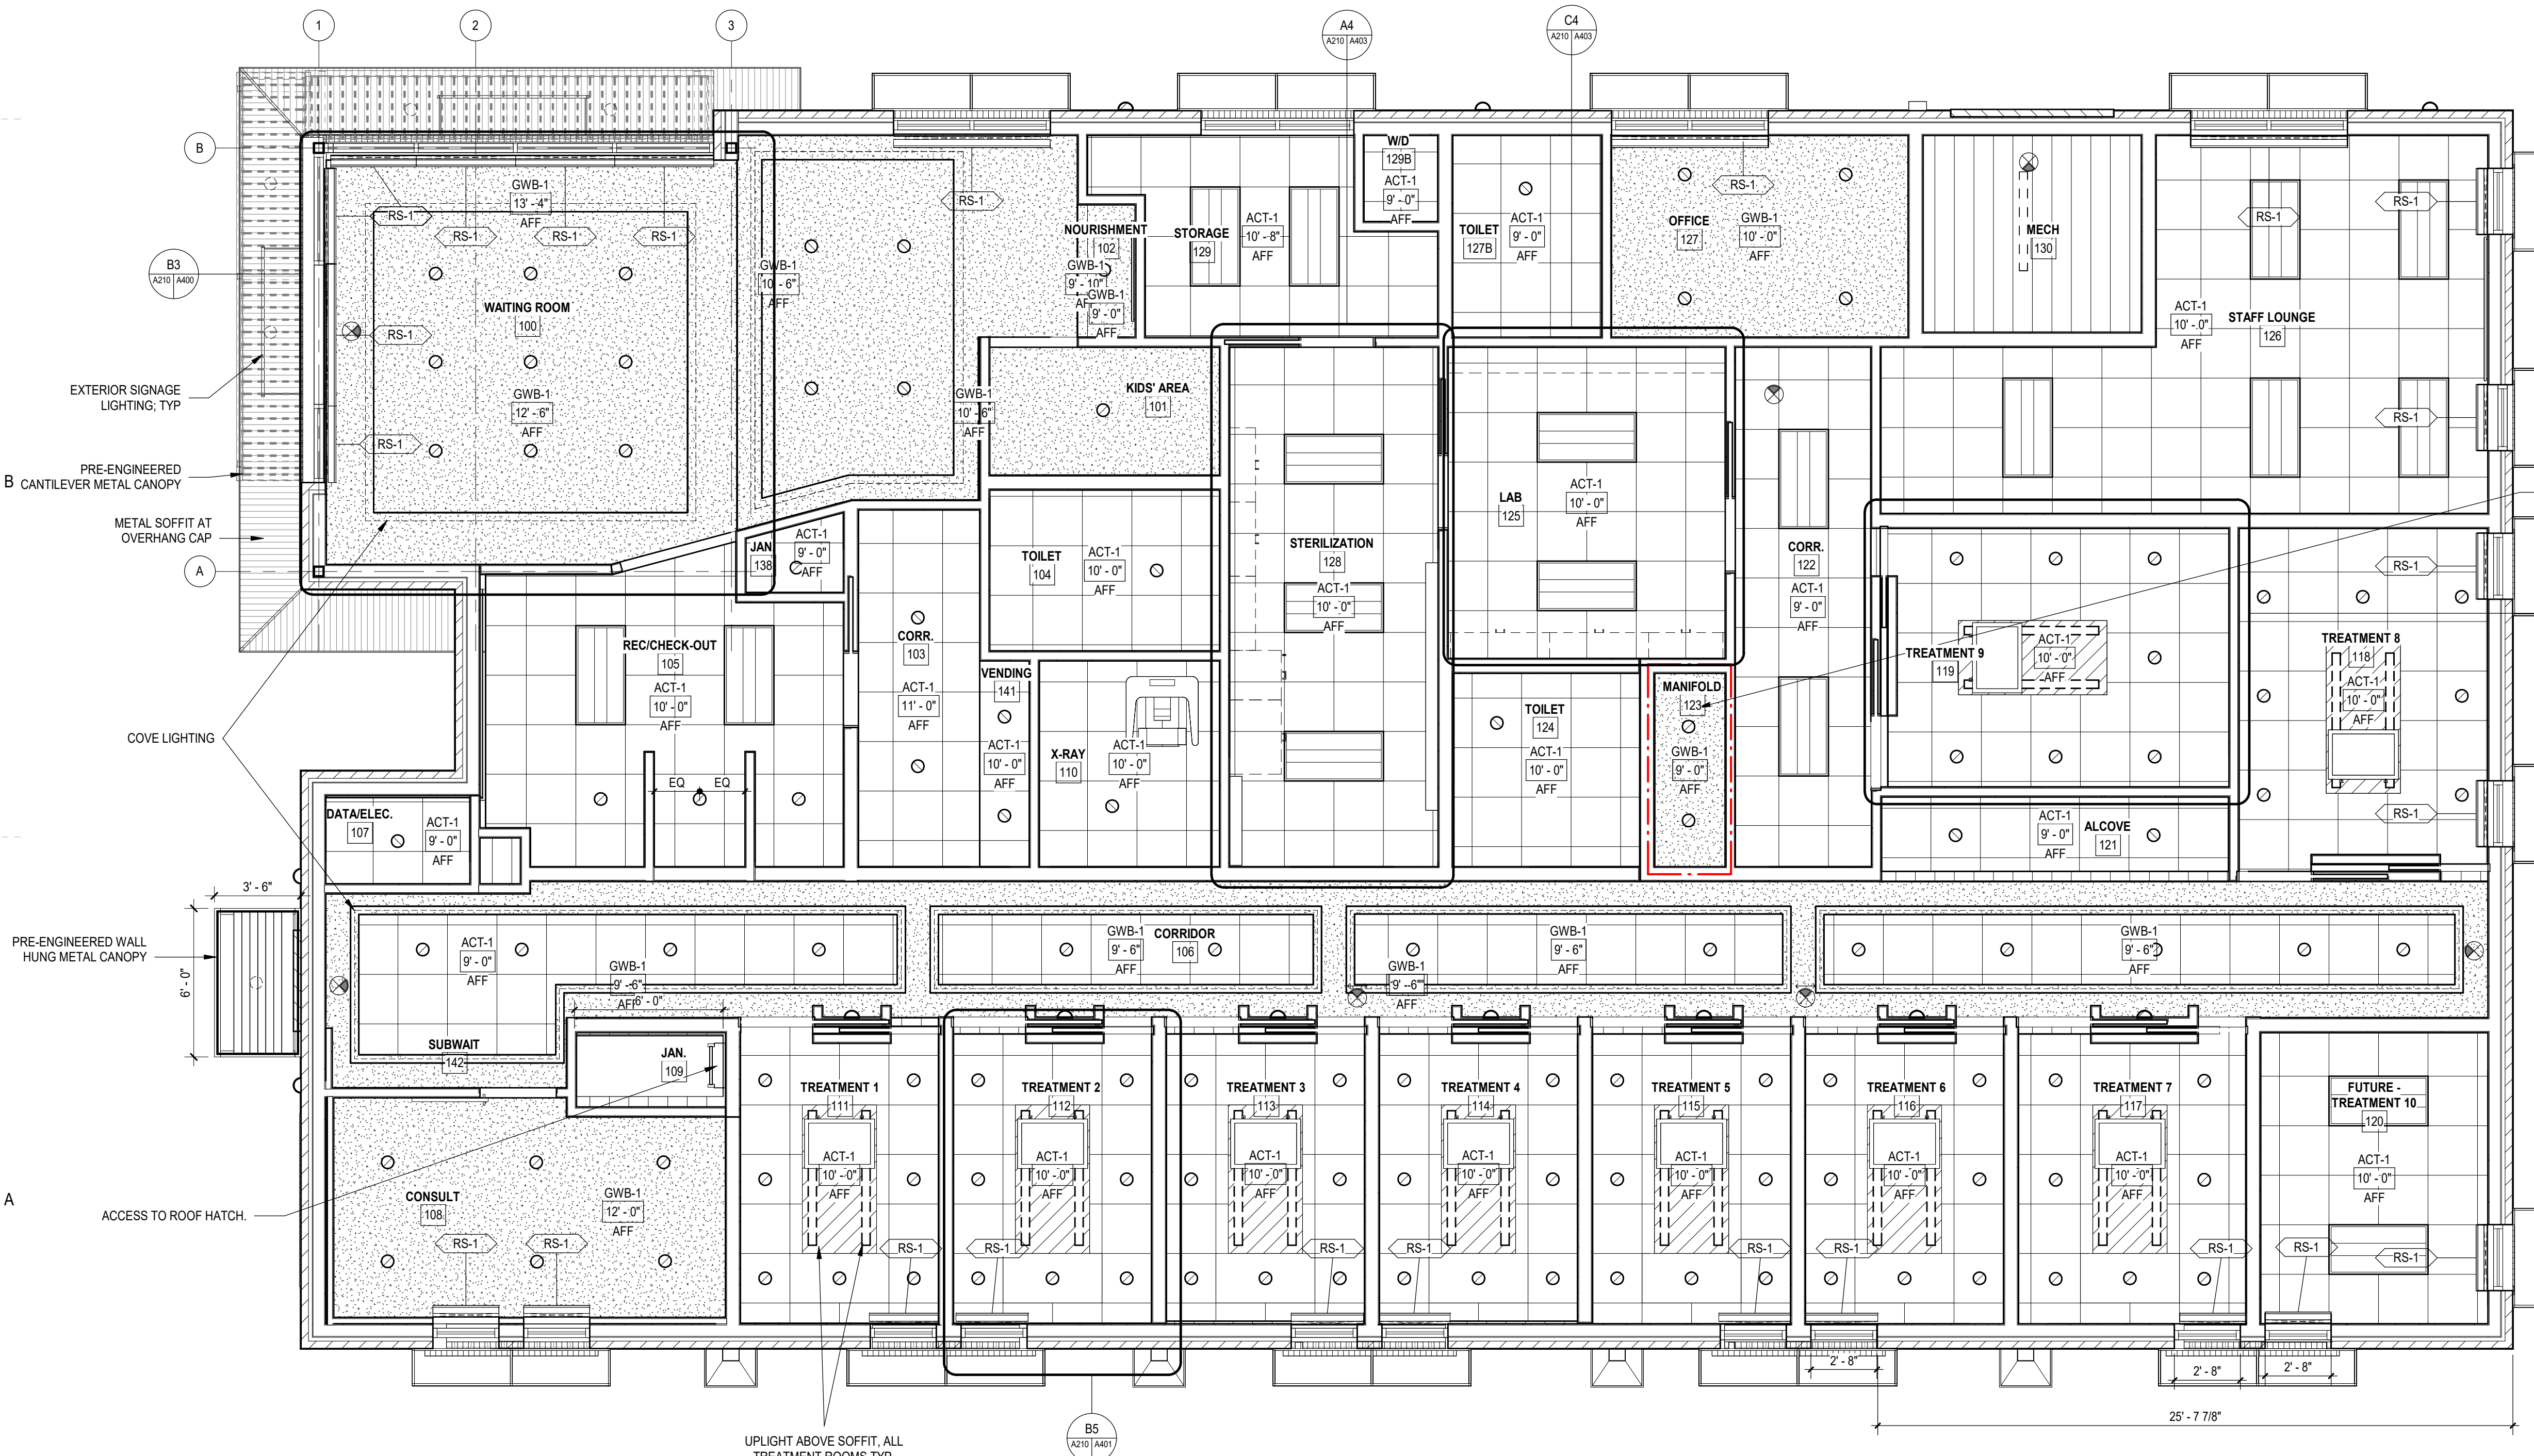 1
2
3
A4
A210 A403
C4
A210 A403
B
B3
A210 A400
A
B
A
EXTERIOR SIGNAGE
LIGHTING; TYP
PRE-ENGINEERED
CANTILEVER METAL CANOPY
METAL SOFFIT AT
OVERHANG CAP
COVE LIGHTING
3' - 6"
PRE-ENGINEERED WALL
HUNG METAL CANOPY
6' - 0"
ACCESS TO ROOF HATCH.
GWB-1
13' - 4"
AFF
RS-1
RS-1
RS-1
RS-1
WAITING ROOM
100
RS-1
GWB-1
12' - 6"
AFF
RS-1
GWB-1
10' - 6"
AFF
RS-1
NOURISHMENT
102
GWB-1
9' - 10"
AFF
GWB-1
9' - 0"
AFF
GWB-1
10' - 6"
AFF
KIDS' AREA
101
STORAGE
129
ACT-1
10' - 8"
AFF
W/D
129B
ACT-1
9' - 0"
AFF
TOILET
127B
ACT-1
9' - 0"
AFF
OFFICE
127
GWB-1
10' - 0"
AFF
RS-1
MECH
130
RS-1
RS-1
ACT-1
10' - 0"
AFF
STAFF LOUNGE
126
RS-1
JAN
138
ACT-1
9' - 0"
AFF
REC/CHECK-OUT
105
ACT-1
10' - 0"
AFF
EQ EQ
CORR.
103
ACT-1
11' - 0"
AFF
TOILET
104
ACT-1
10' - 0"
AFF
VENDING
141
ACT-1
10' - 0"
AFF
X-RAY
110
ACT-1
10' - 0"
AFF
STERILIZATION
128
ACT-1
10' - 0"
AFF
LAB
125
ACT-1
10' - 0"
AFF
TOILET
124
ACT-1
10' - 0"
AFF
MANIFOLD
123
GWB-1
9' - 0"
AFF
CORR.
122
ACT-1
9' - 0"
AFF
TREATMENT 9
119
ACT-1
10' - 0"
AFF
RS-1
TREATMENT 8
118
ACT-1
10' - 0"
AFF
RS-1
ACT-1
9' - 0"
AFF
ALCOVE
121
DATA/ELEC.
107
ACT-1
9' - 0"
AFF
ACT-1
9' - 0"
AFF
GWB-1
9' - 6"
AFF
6' - 0"
GWB-1
9' - 6"
AFF
CORRIDOR
106
GWB-1
9' - 6"
AFF
GWB-1
9' - 6"
AFF
GWB-1
9' - 6"
AFF
SUBWAIT
142
JAN.
109
CONSULT
108
GWB-1
12' - 0"
AFF
RS-1
RS-1
TREATMENT 1
111
ACT-1
10' - 0"
AFF
RS-1
TREATMENT 2
112
ACT-1
10' - 0"
AFF
RS-1
TREATMENT 3
113
ACT-1
10' - 0"
AFF
RS-1
TREATMENT 4
114
ACT-1
10' - 0"
AFF
RS-1
TREATMENT 5
115
ACT-1
10' - 0"
AFF
RS-1
TREATMENT 6
116
ACT-1
10' - 0"
AFF
RS-1
TREATMENT 7
117
ACT-1
10' - 0"
AFF
RS-1
FUTURE -
TREATMENT 10
120
ACT-1
10' - 0"
AFF
RS-1
RS-1
2' - 8"
2' - 8"
2' - 8"
25' - 7 7/8"
B5
A210 A401
UPLIGHT ABOVE SOFFIT, ALL
TREATMENT ROOMS TYP